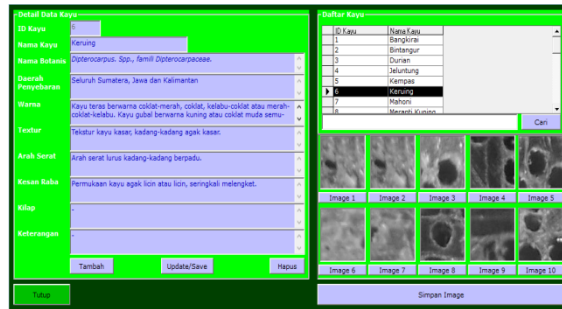 Detail Data Kayu
ID Kayu 6
Nama Kayu Keruing
Nama Botanis Dipterocarpus. Spp., famili Dipterocarpaceae.
Daerah Penyebaran Seluruh Sumatera, Jawa dan Kalimantan
Warna Kayu teras berwarna coklat-merah, coklat, kelabu-coklat atau merah-
coklat-kelabu. Kayu gubal berwarna kuning atau coklat muda semu-
Textur Tekstur kayu kasar, kadang-kadang agak kasar.
Arah Serat Arah serat lurus kadang-kadang berpadu.
Kesan Raba Permukaan kayu agak licin atau licin, seringkali melengket.
Kilap -
Keterangan -
Tambah Update/Save Hapus
Tutup
Daftar Kayu
ID Kayu Nama Kayu
1 Bangkirai
2 Bintangur
3 Durian
4 Jeluntung
5 Kempas
6 Keruing
7 Mahoni
8 Meranti Kuning
Cari
Image 1 Image 2 Image 3 Image 4 Image 5
Image 6 Image 7 Image 8 Image 9 Image 10
Simpan Image